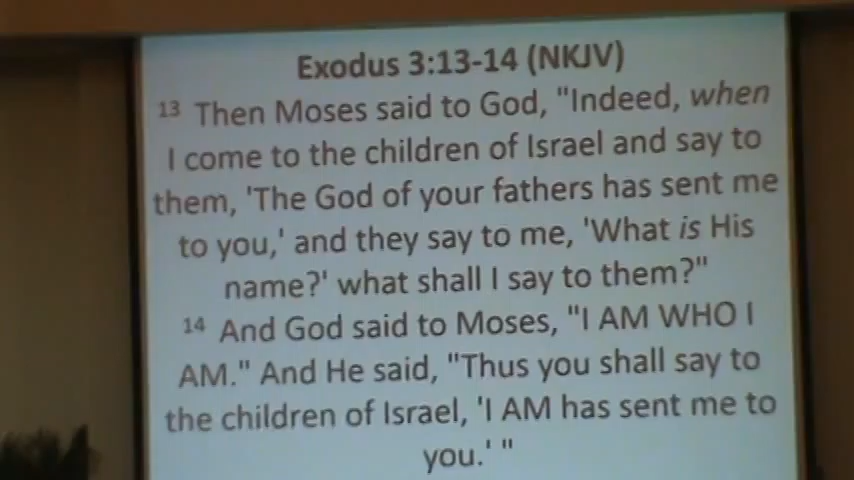 Exodus 3:13-14 (NKJV)
13 Then Moses said to God, "Indeed, when
I come to the children of Israel and say to
them, 'The God of your fathers has sent me
to you,' and they say to me, 'What is His
name?' what shall I say to them?"
14 And God said to Moses, "I AM WHO I
AM." And He said, "Thus you shall say to
the children of Israel, 'I AM has sent me to
you.' "